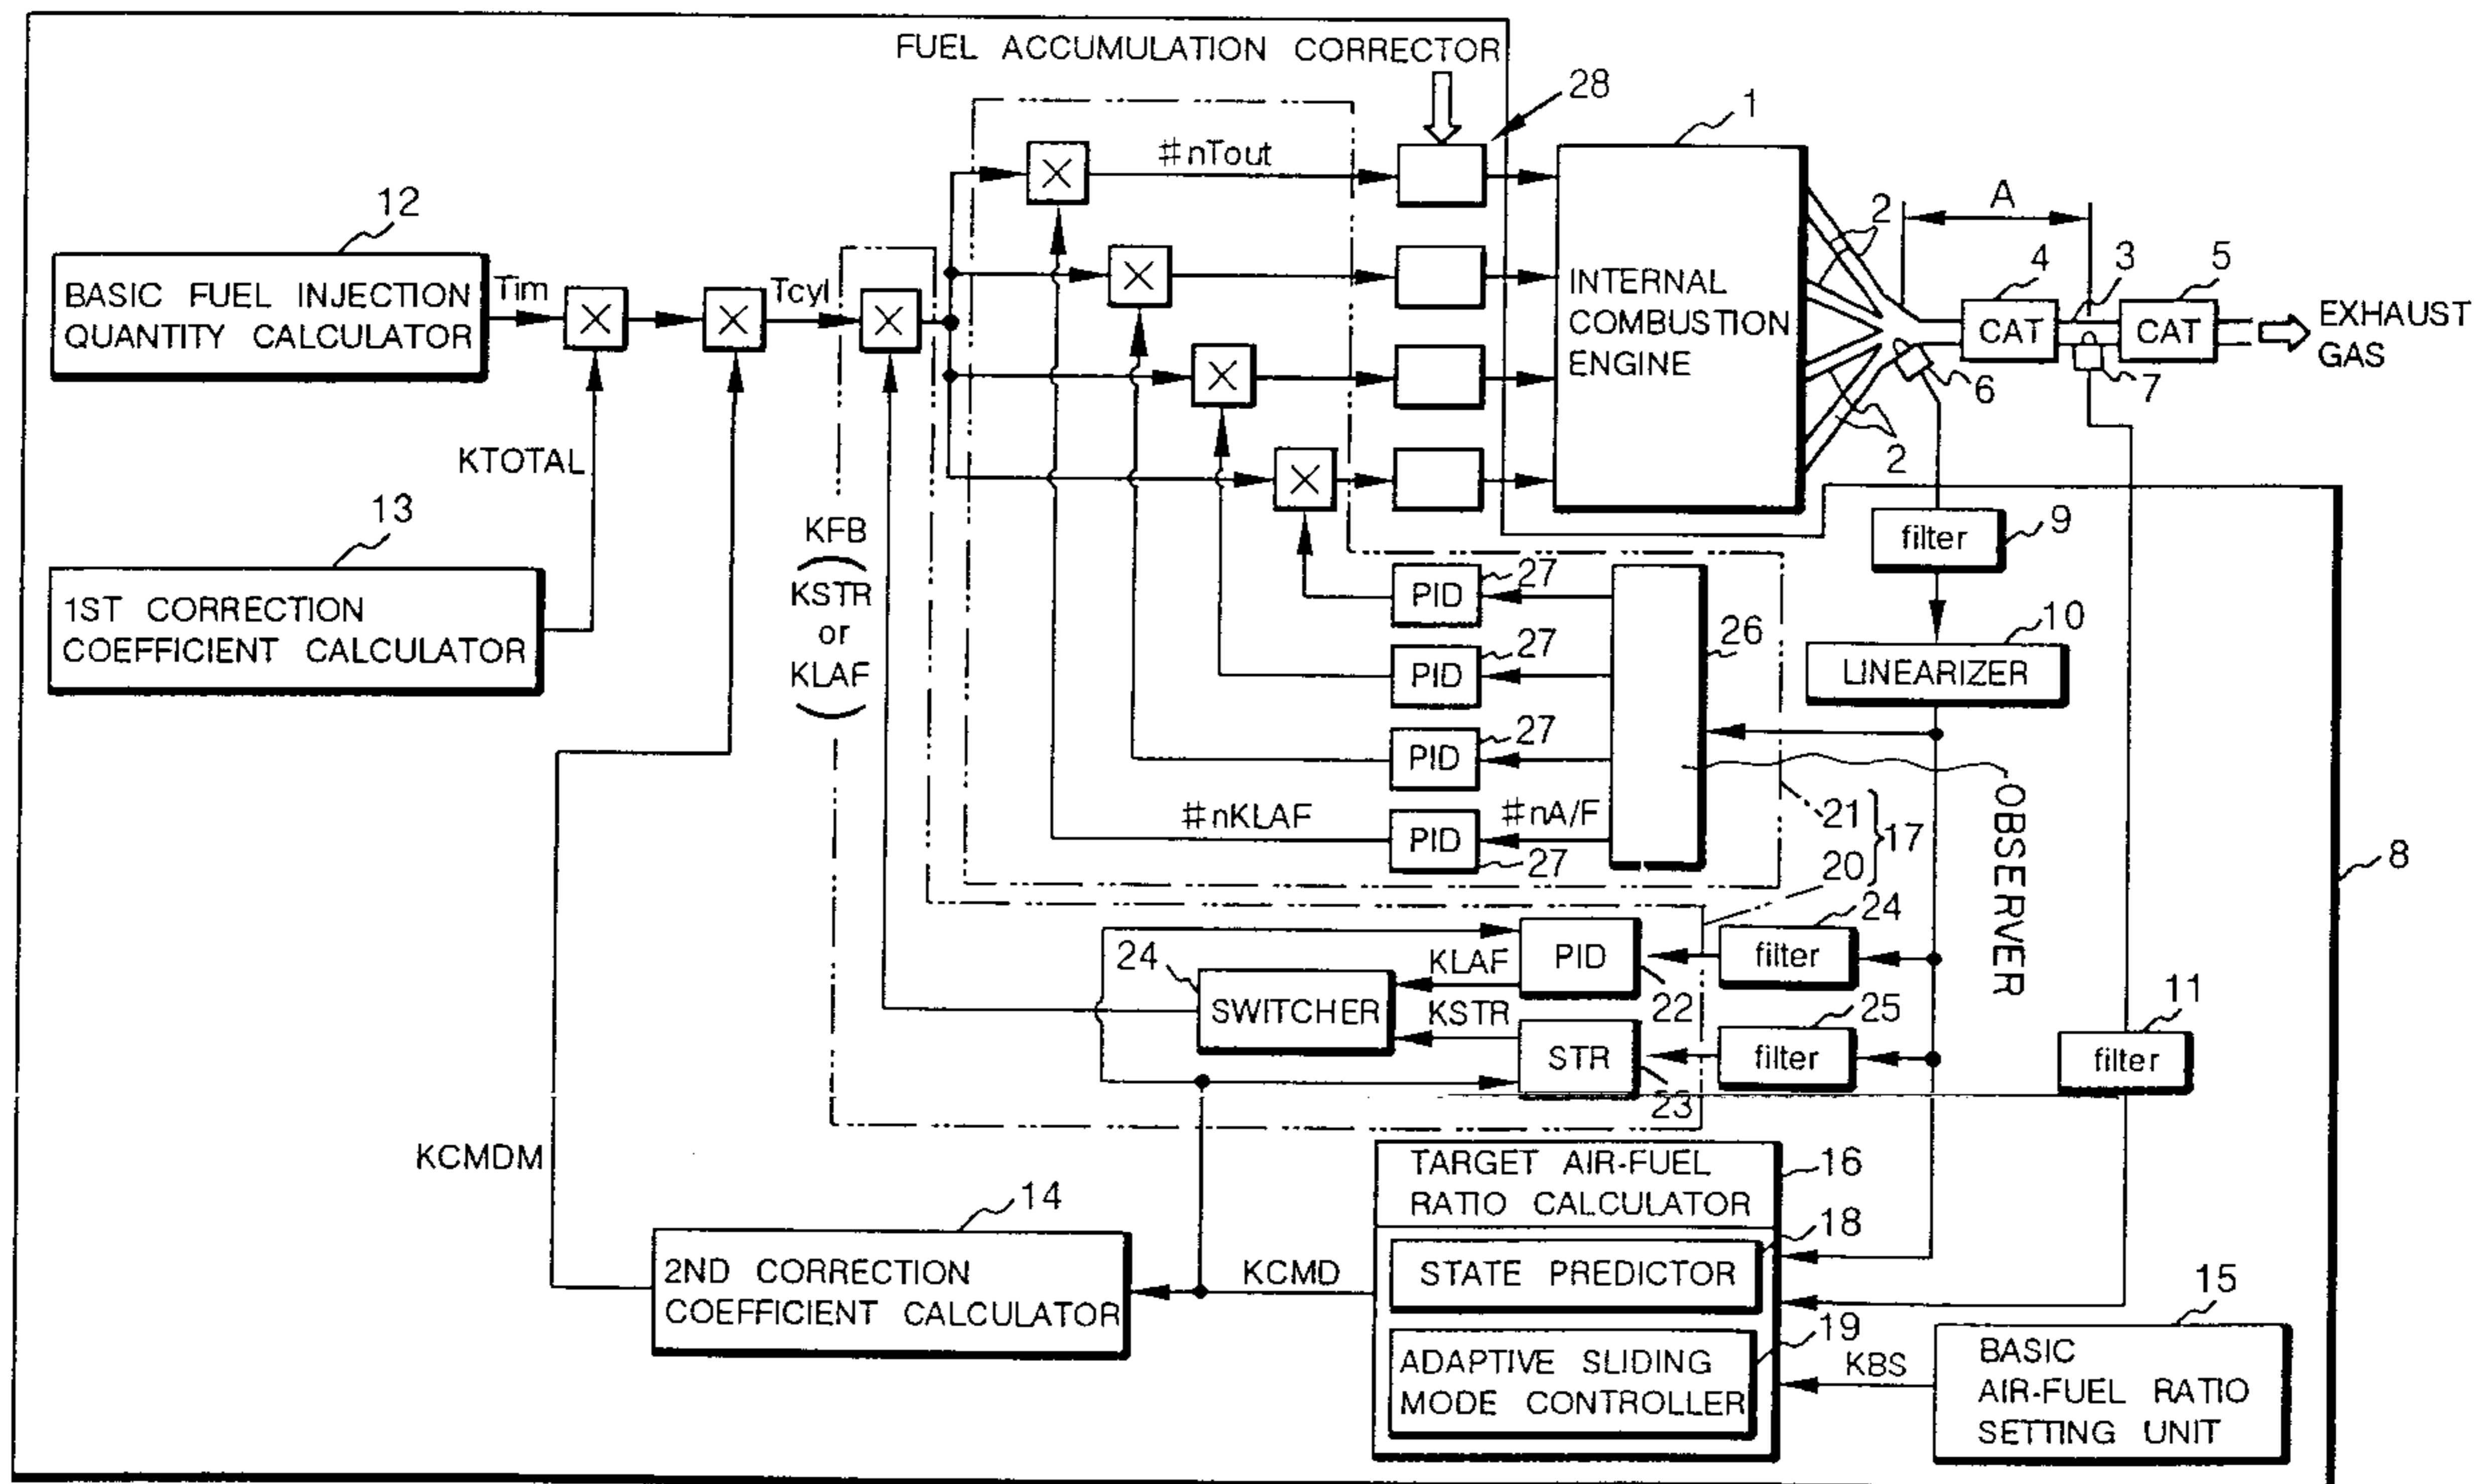 FUEL ACCUMULATION CORRECTOR
28
1
#nTout
12
2
A
4
3
5
BASIC FUEL INJECTION
QUANTITY CALCULATOR
Tim
×
×
Tcyl
×
×
×
×
×
INTERNAL
COMBUSTION
ENGINE
CAT
CAT
EXHAUST
GAS
6
7
2
KTOTAL
13
1ST CORRECTION
COEFFICIENT CALCULATOR
KFB
(KSTR
or
KLAF)
filter
9
PID
27
PID
27
PID
27
PID
27
26
10
LINEARIZER
#nKLAF
#nA/F
OBSERVER
21
20
}17
8
24
SWITCHER
KLAF
KSTR
PID
22
STR
23
filter
24
filter
25
11
filter
KCMDM
14
2ND CORRECTION
COEFFICIENT CALCULATOR
KCMD
TARGET AIR-FUEL
RATIO CALCULATOR
16
18
STATE PREDICTOR
19
ADAPTIVE SLIDING
MODE CONTROLLER
KBS
15
BASIC
AIR-FUEL RATIO
SETTING UNIT